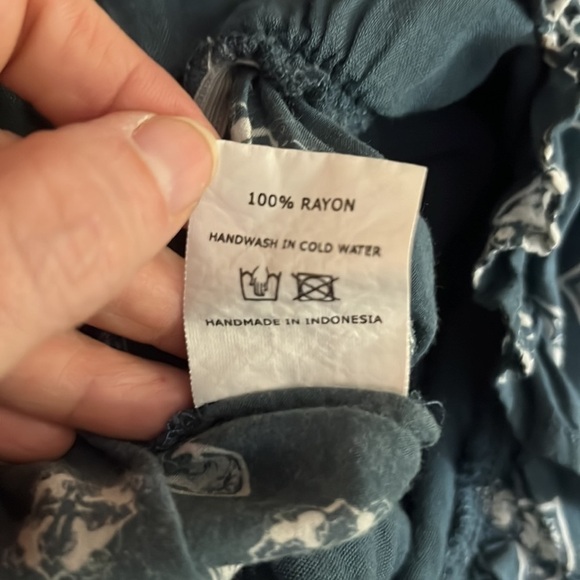 100% RAYON
HANDWASH IN COLD WATER
HANDMADE IN INDONESIA